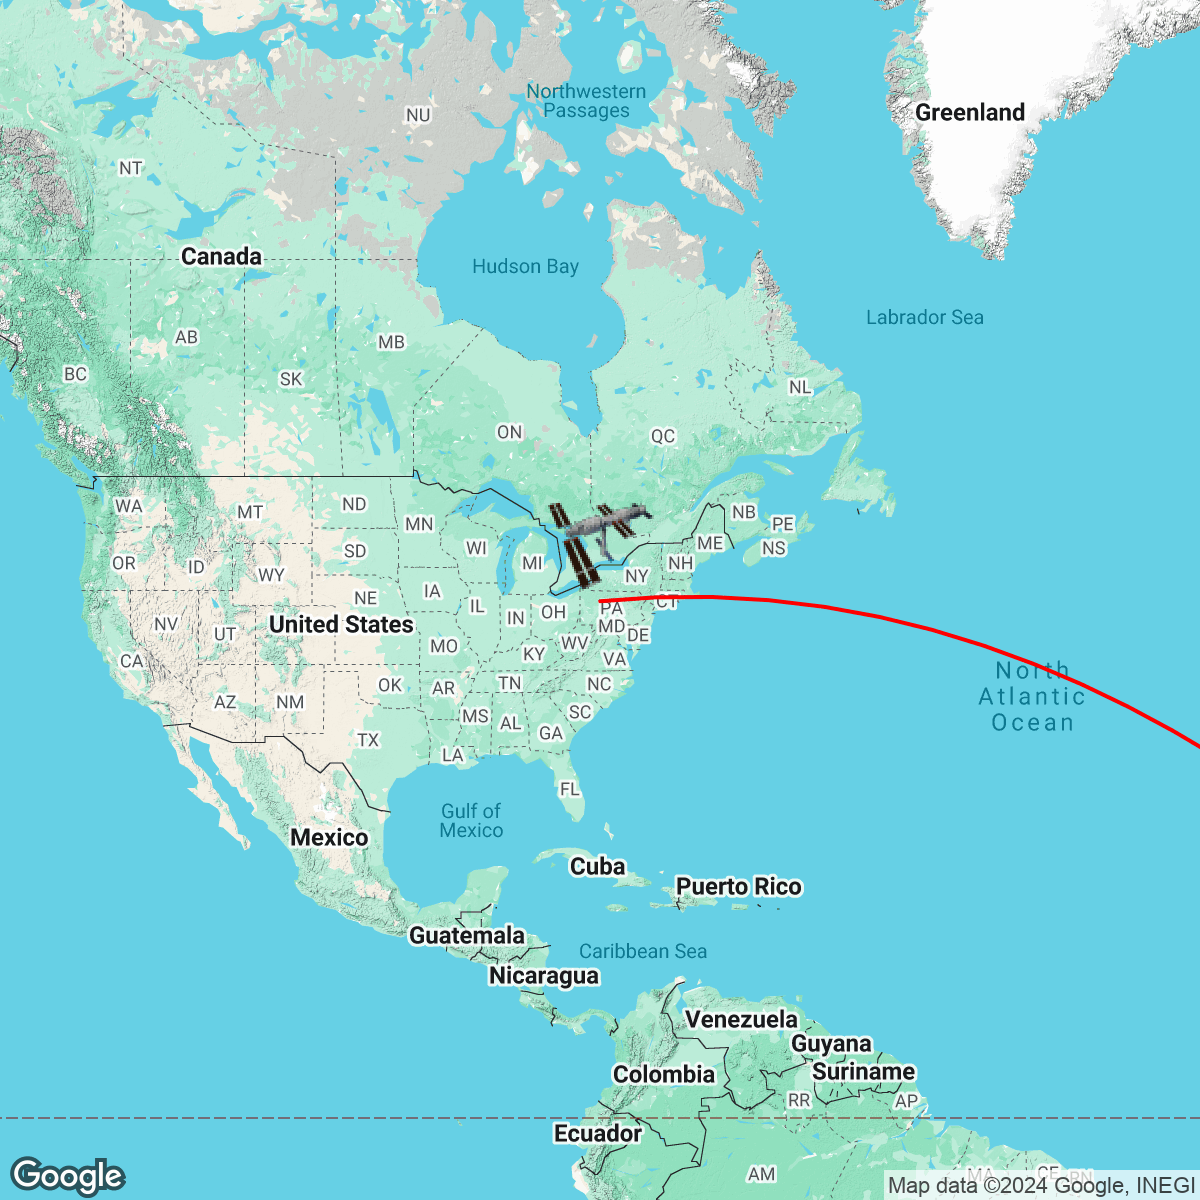 Greenland
Northwestern
Passages
NU
NT
Canada
Hudson Bay
Labrador Sea
AB
MB
BC
SK
NL
ON
QC
WA
MT
ND
MN
NB
PE
NS
ME
OR
ID
SD
WI
MI
WY
NY
NH
NE
IA
IL
IN
OH
PA
CT
NV
UT
United States
MD
DE
CA
MO
KY
WV
VA
North
Atlantic
Ocean
AZ
NM
OK
AR
TN
NC
MS
AL
SC
GA
TX
LA
FL
Gulf of
Mexico
Mexico
Cuba
Puerto Rico
Guatemala
Caribbean Sea
Nicaragua
Venezuela
Guyana
Suriname
Colombia
RR
AP
Ecuador
AM
MA
CE
RN
Google
Map data ©2024 Google, INEGI